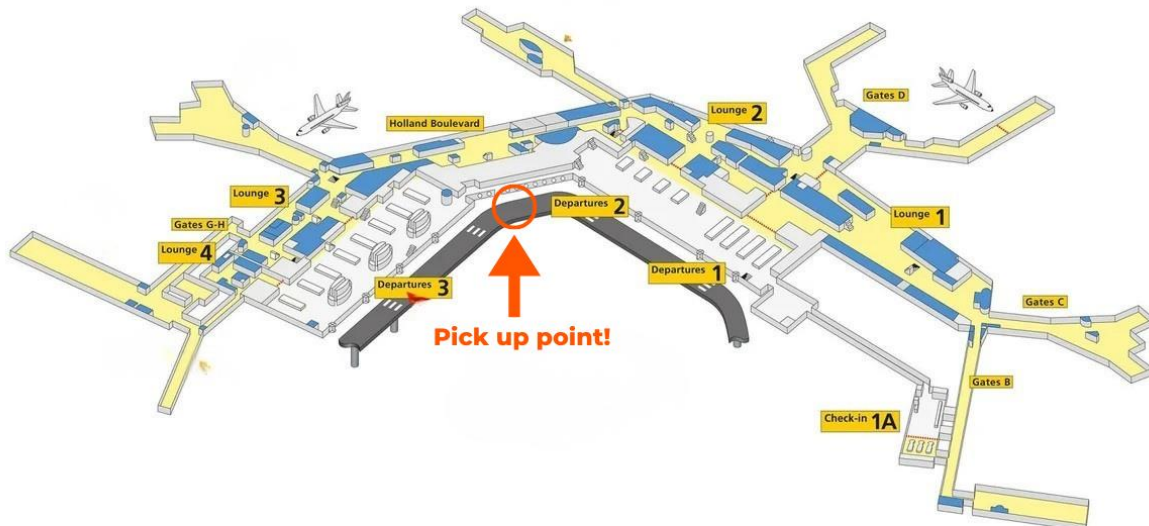 Gates D
Lounge 2
Holland Boulevard
Lounge 3
Departures 2
Lounge 1
Gates G-H
Lounge 4
Departures 1
Departures 3
Gates C
Pick up point!
Gates B
Check-in 1A